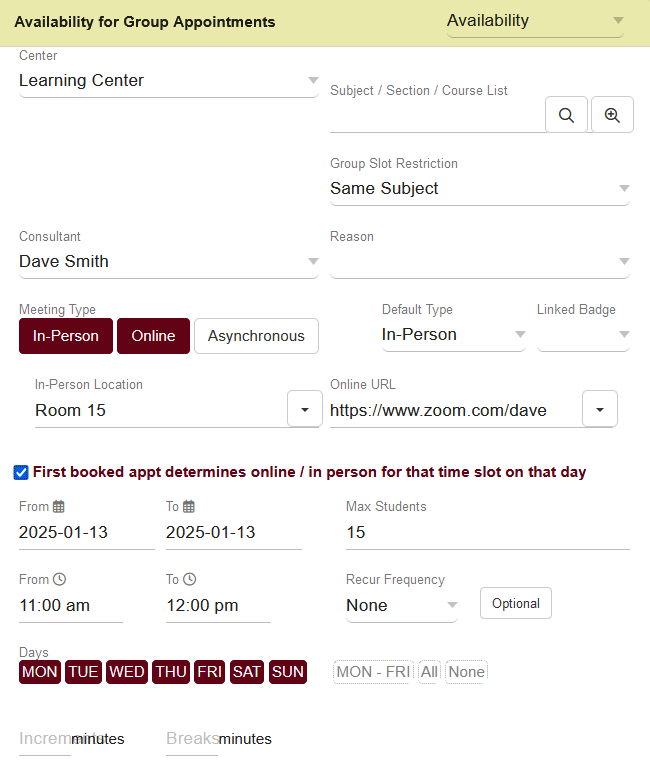 Availability for Group Appointments
Availability
Center
Learning Center
Subject / Section / Course List
Group Slot Restriction
Same Subject
Consultant
Dave Smith
Reason
Meeting Type
In-Person Online Asynchronous
Default Type
In-Person
Linked Badge
In-Person Location
Room 15
Online URL
https://www.zoom.com/dave
First booked appt determines online / in person for that time slot on that day
From To Max Students
2025-01-13 2025-01-13 15
From To Recur Frequency
11:00 am 12:00 pm None Optional
Days
MON TUE WED THU FRI SAT SUN MON - FRI All None
Increments minutes Breaks minutes